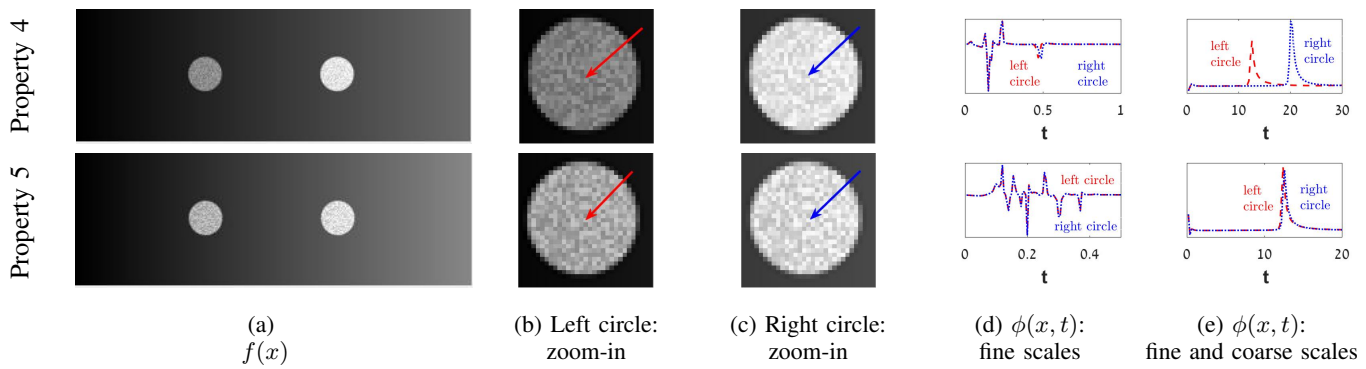 Property 4
left
circle
right
circle
0 0.5 1
t
left
circle
right
circle
0 10 20 30
t
Property 5
left circle
right circle
0 0.2 0.4
t
left
circle
right
circle
0 10 20
t
(a)
f(x)
(b) Left circle:
zoom-in
(c) Right circle:
zoom-in
(d) ϕ(x, t):
fine scales
(e) ϕ(x, t):
fine and coarse scales